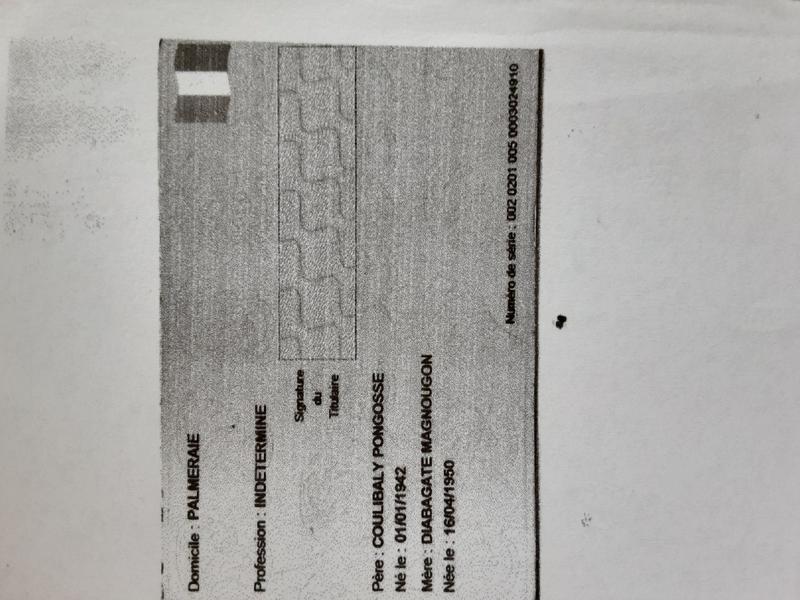 Domicile : PALMERAIE
Profession : INDETERMINE
Signature
du
Titulaire
Père : COULIBALY PONGOSSE
Né le : 01/01/1942
Mère : DIABAGATE MAGNOUGON
Née le : 16/04/1950
Numéro de série : 002 0201 005 0003024910